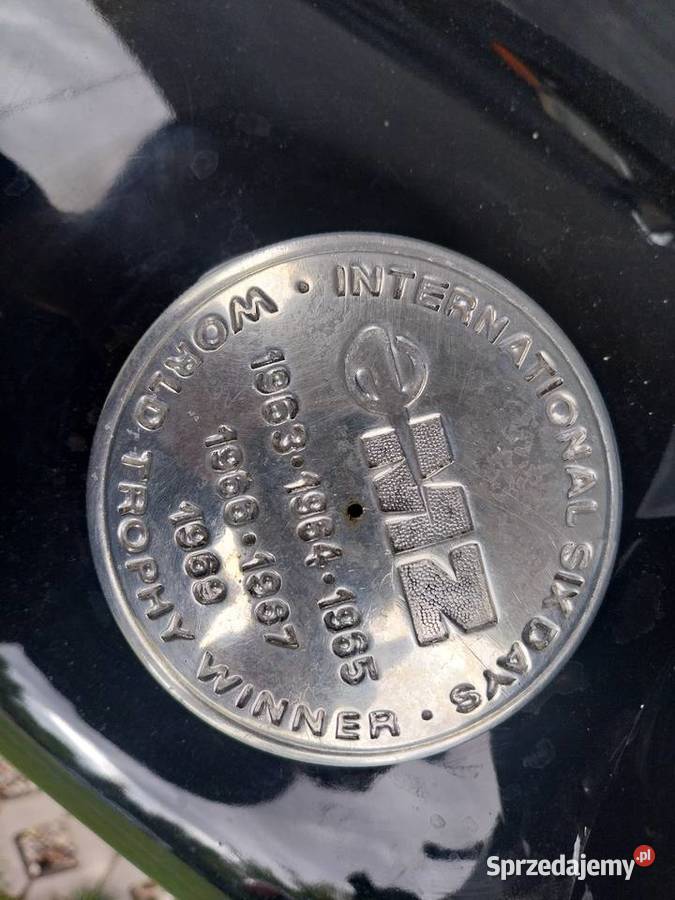 INTERNATIONAL SIX DAYS •
WORLD TROPHY WINNER •
MZ
1963•1964•1965
1966•1967
1969
Sprzedajemy.pl